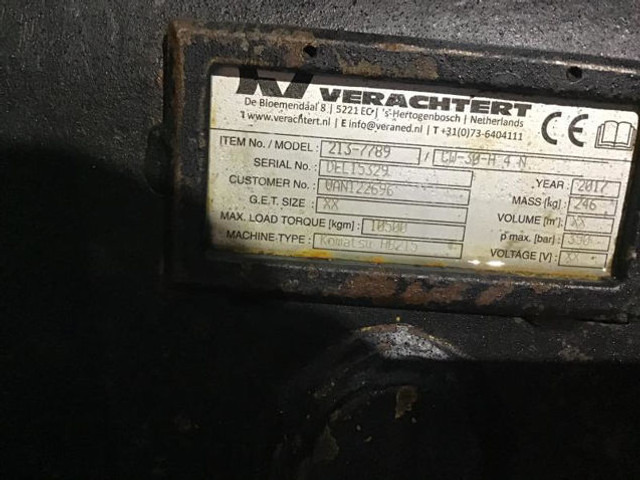 VERACHTERT
De Bloemendaal 8 | 5221 EC | 's-Hertogenbosch | Netherlands
I www.verachtert.nl | E info@veraned.nl | T +31(0)73-6404111
CE
ITEM No. / MODEL : 213-7789 / CW-30-H 4 N
SERIAL No. : DEL15329 YEAR : 2017
CUSTOMER No. : VAN122696 MASS (kg) : 246
G.E.T. SIZE : XX VOLUME [m³] : XX
MAX. LOAD TORQUE [kgm] : 10500 p max. [bar] : 350
MACHINE TYPE : Komatsu HB215 VOLTAGE [V] : XX